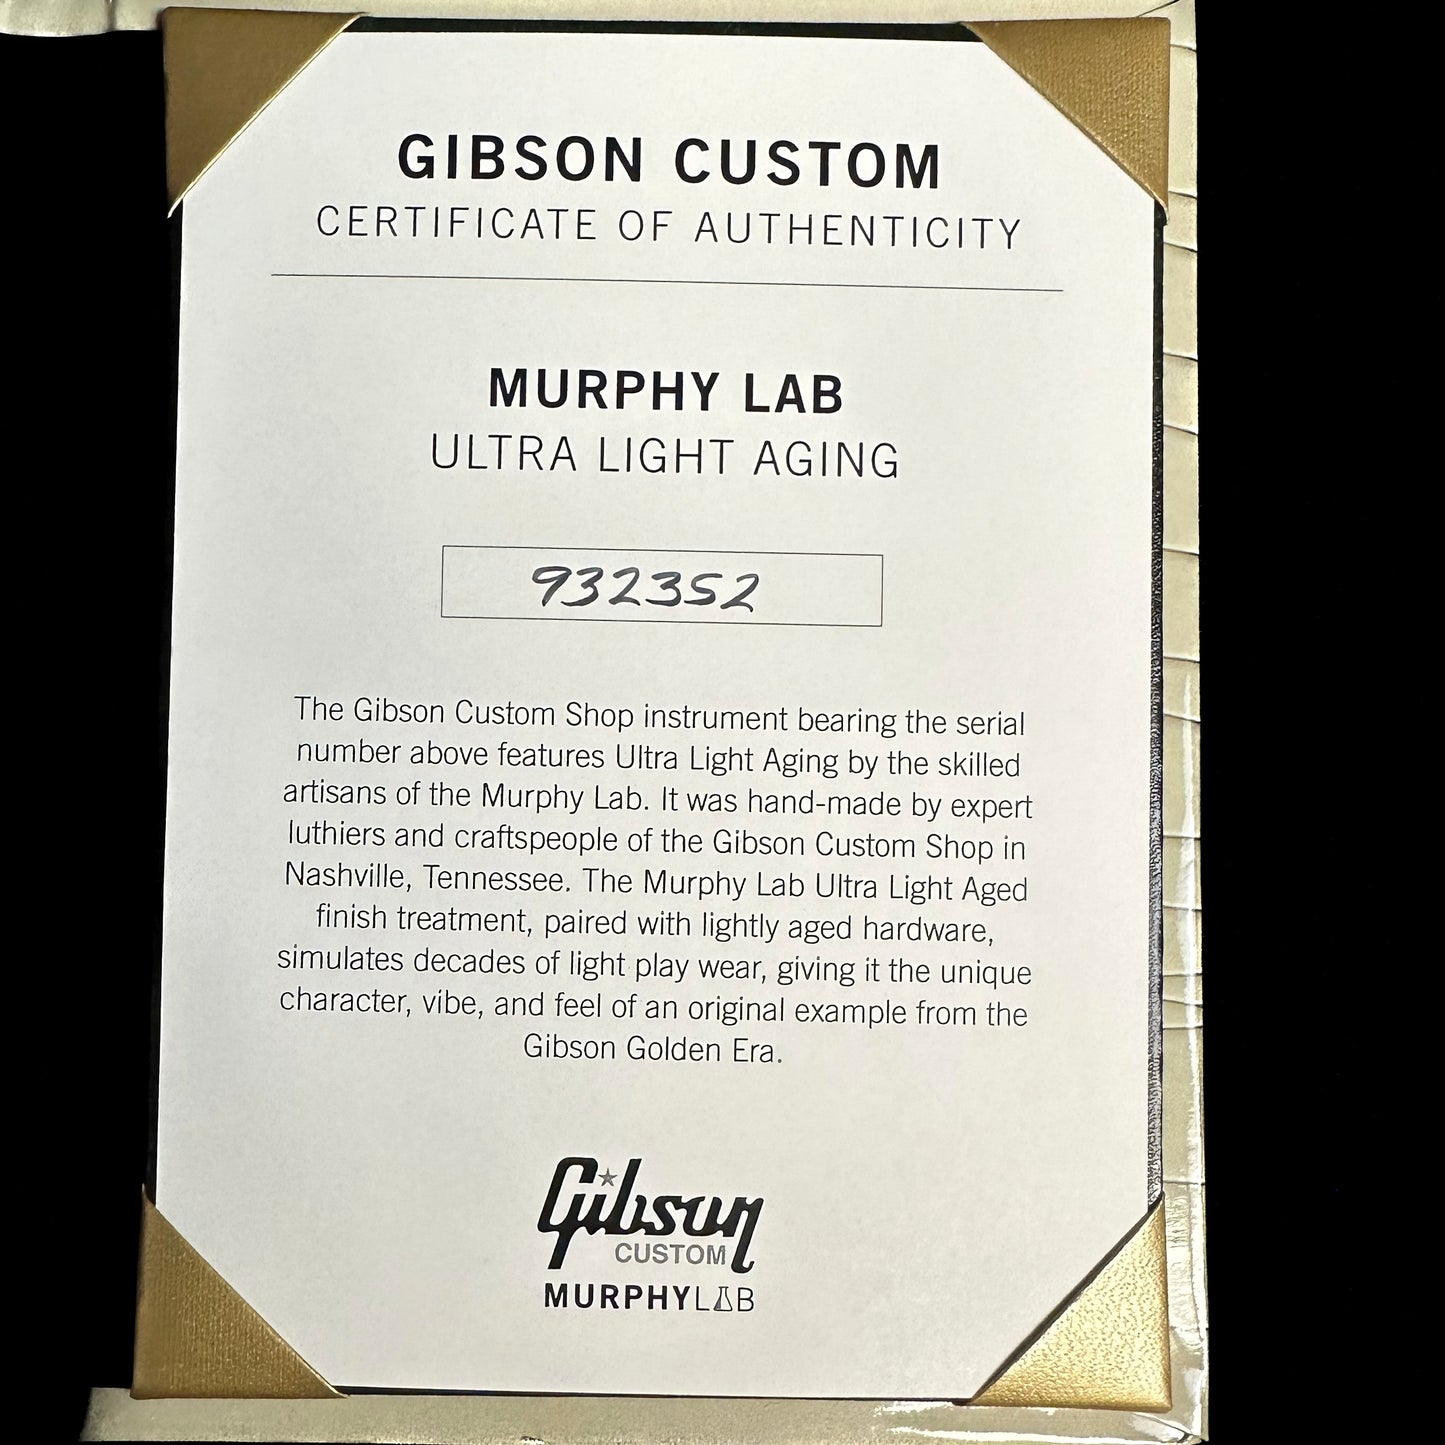 GIBSON CUSTOM
CERTIFICATE OF AUTHENTICITY
MURPHY LAB
ULTRA LIGHT AGING
932352
The Gibson Custom Shop instrument bearing the serial
number above features Ultra Light Aging by the skilled
artisans of the Murphy Lab. It was hand-made by expert
luthiers and craftspeople of the Gibson Custom Shop in
Nashville, Tennessee. The Murphy Lab Ultra Light Aged
finish treatment, paired with lightly aged hardware,
simulates decades of light play wear, giving it the unique
character, vibe, and feel of an original example from the
Gibson Golden Era.
Gibson
CUSTOM
MURPHYLAB